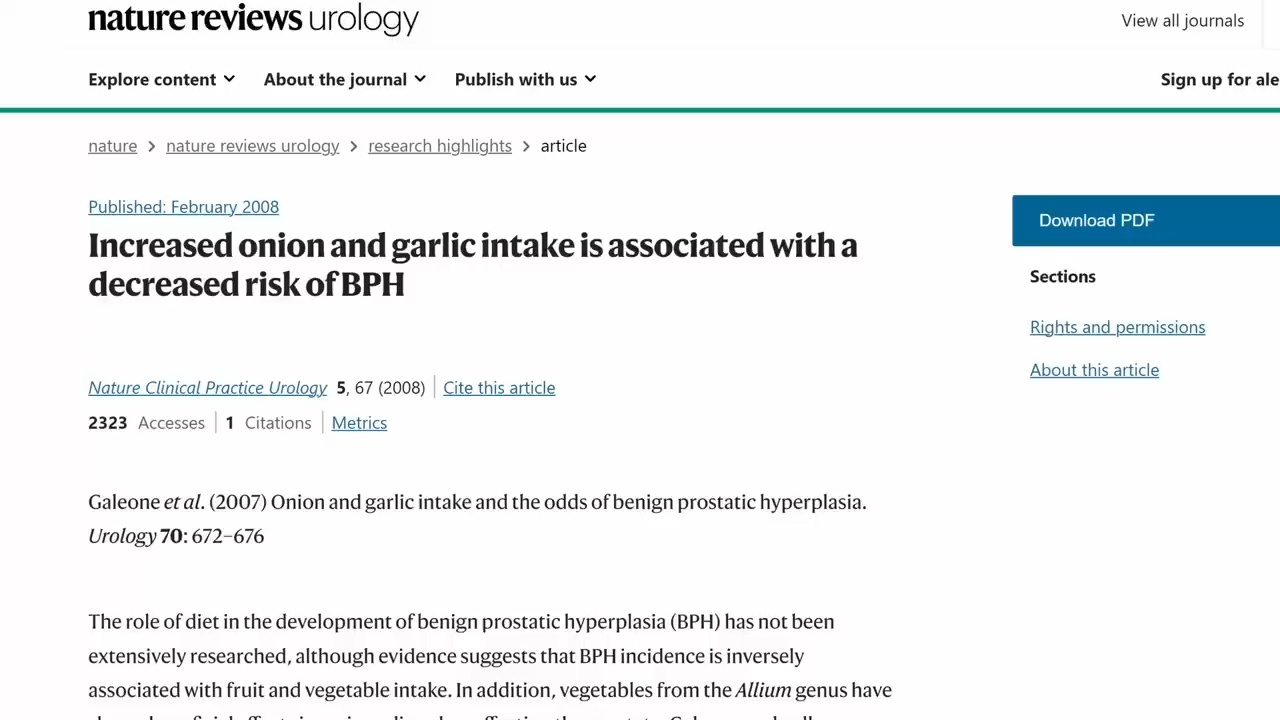 nature reviews urology
View all journals
Explore content
About the journal
Publish with us
Sign up for ale
nature > nature reviews urology > research highlights > article
Published: February 2008
Increased onion and garlic intake is associated with a
decreased risk of BPH
Download PDF
Sections
Rights and permissions
About this article
Nature Clinical Practice Urology 5, 67 (2008) | Cite this article
2323 Accesses | 1 Citations | Metrics
Galeone et al. (2007) Onion and garlic intake and the odds of benign prostatic hyperplasia.
Urology 70: 672–676
The role of diet in the development of benign prostatic hyperplasia (BPH) has not been
extensively researched, although evidence suggests that BPH incidence is inversely
associated with fruit and vegetable intake. In addition, vegetables from the Allium genus have